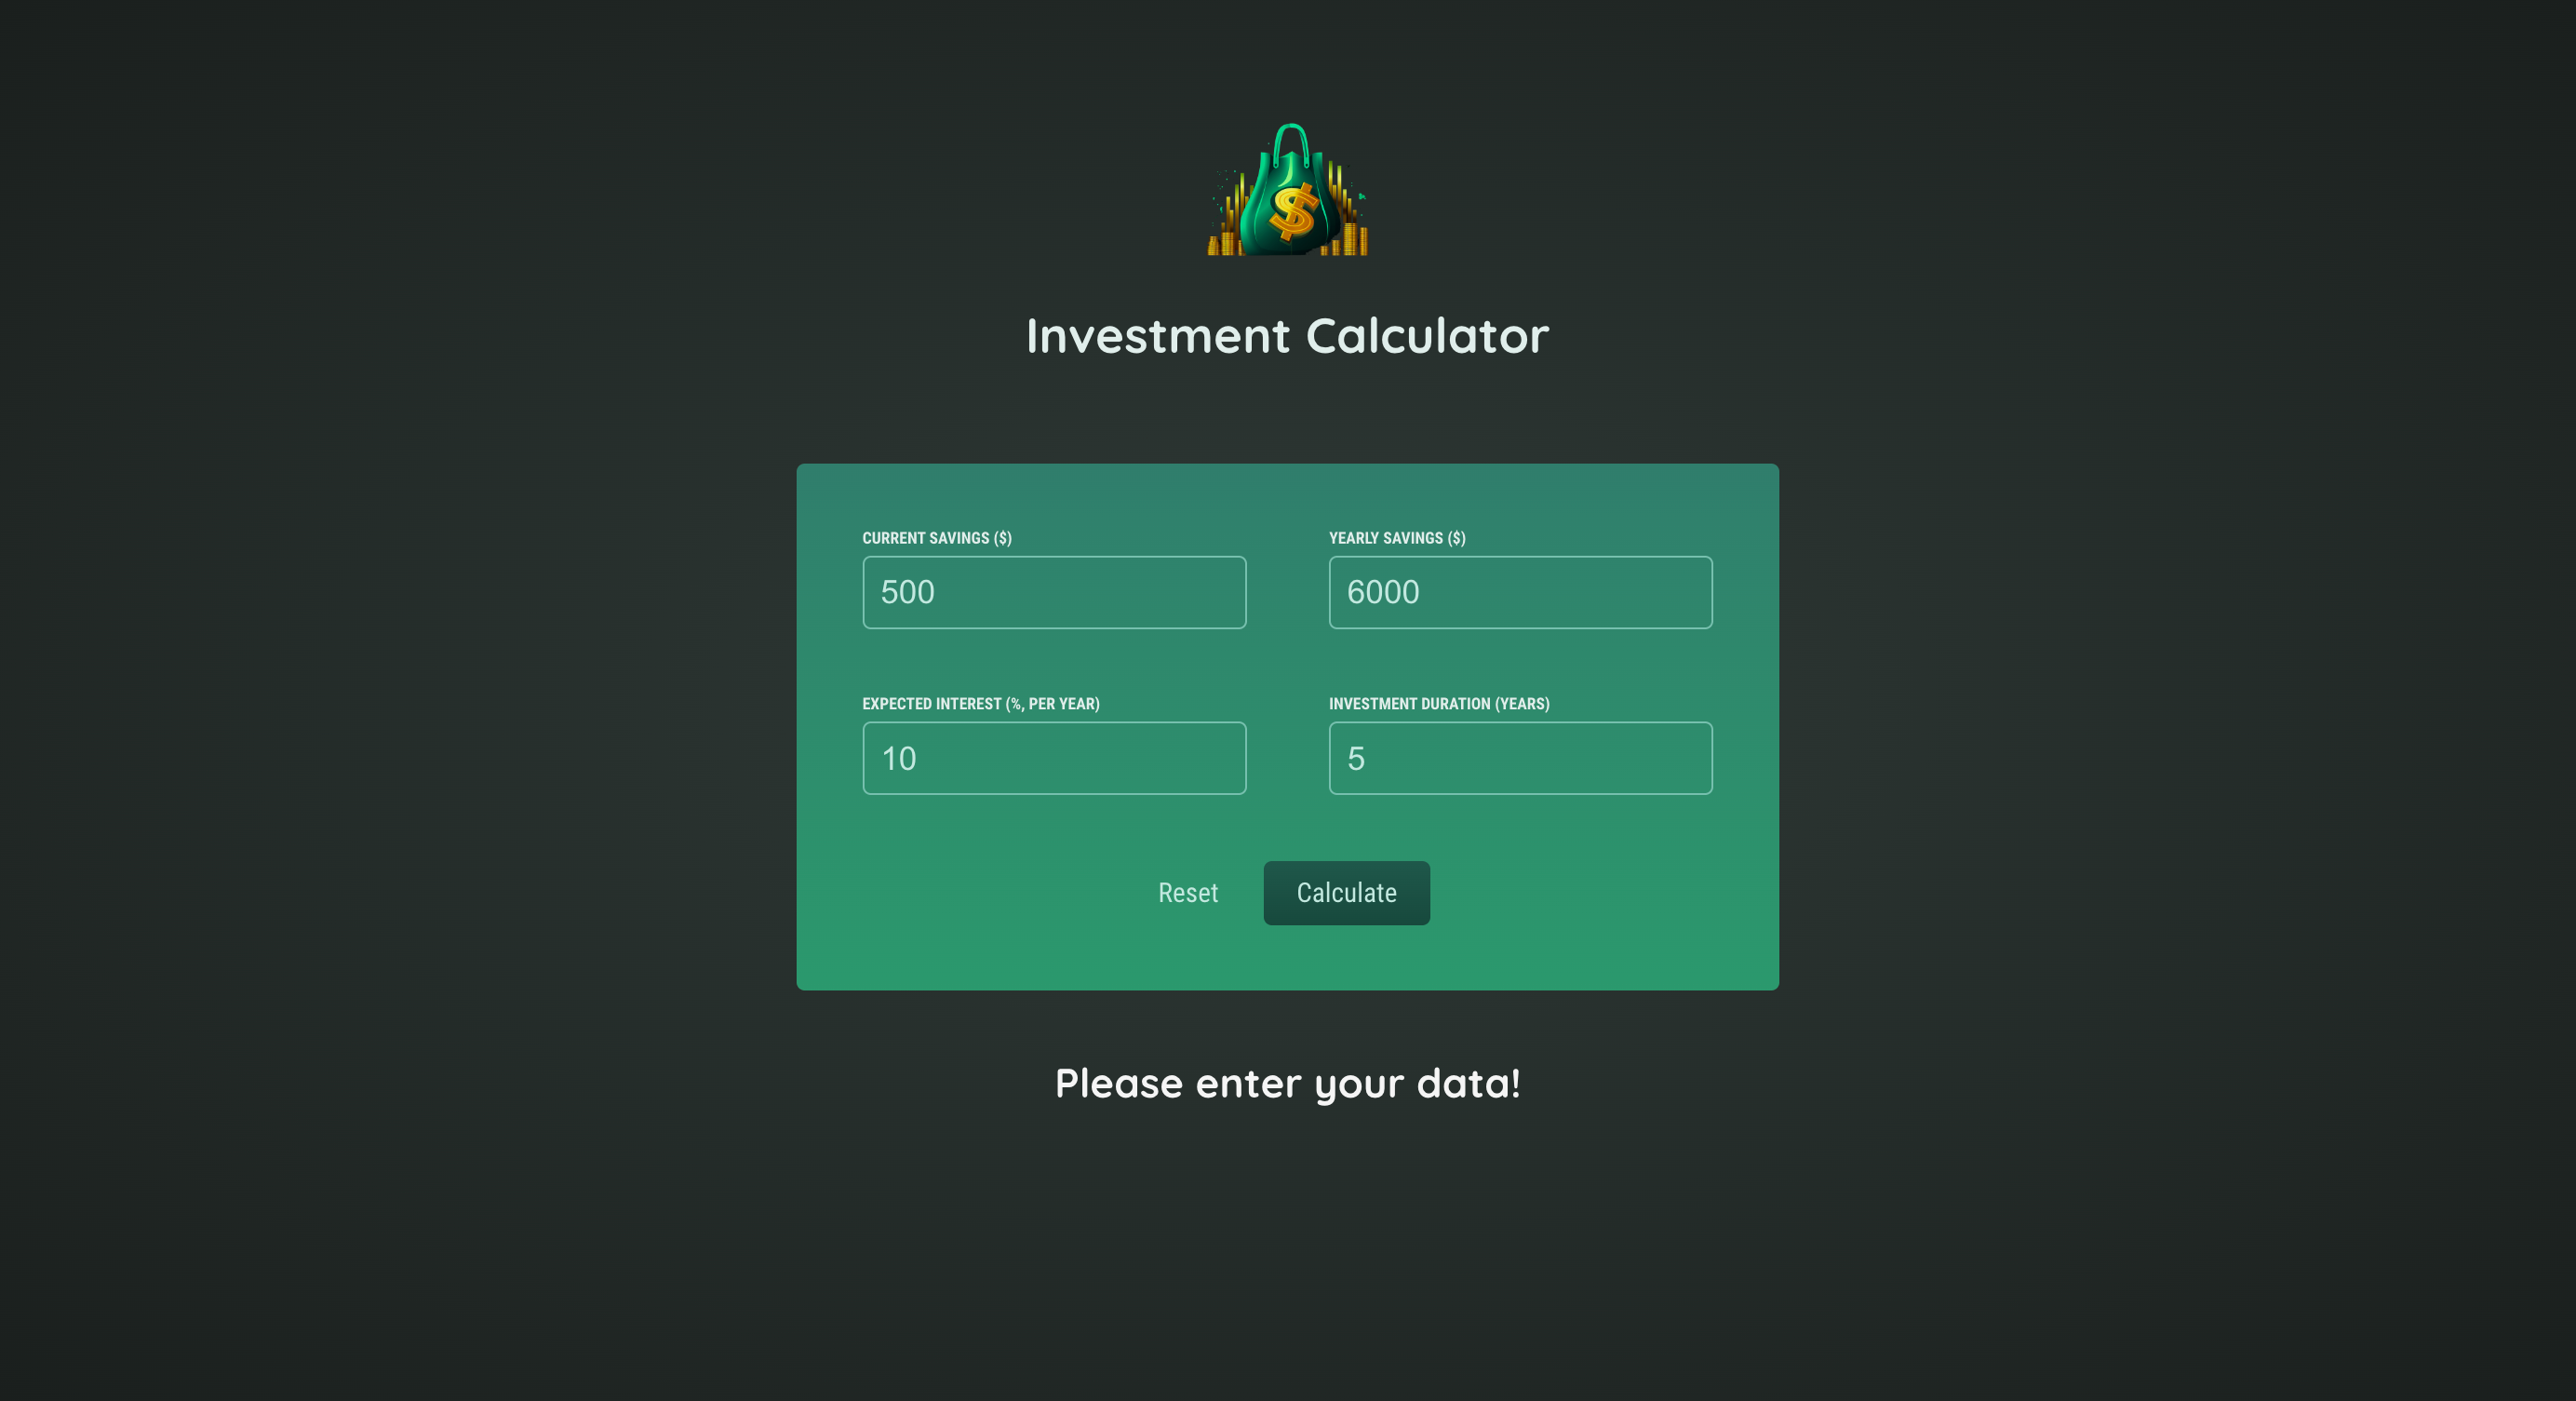 $
Investment Calculator
CURRENT SAVINGS ($)
YEARLY SAVINGS ($)
500
6000
EXPECTED INTEREST (%, PER YEAR)
INVESTMENT DURATION (YEARS)
10
5
Reset
Calculate
Please enter your data!